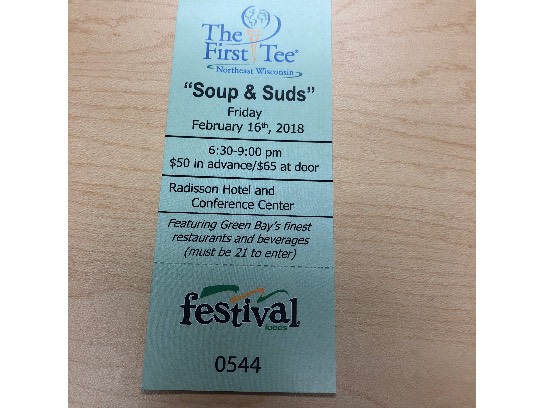 The
First Tee®
Northeast Wisconsin
"Soup & Suds"
Friday
February 16th, 2018
6:30-9:00 pm
$50 in advance/$65 at door
Radisson Hotel and
Conference Center
Featuring Green Bay's finest
restaurants and beverages
(must be 21 to enter)
festival
foods
0544